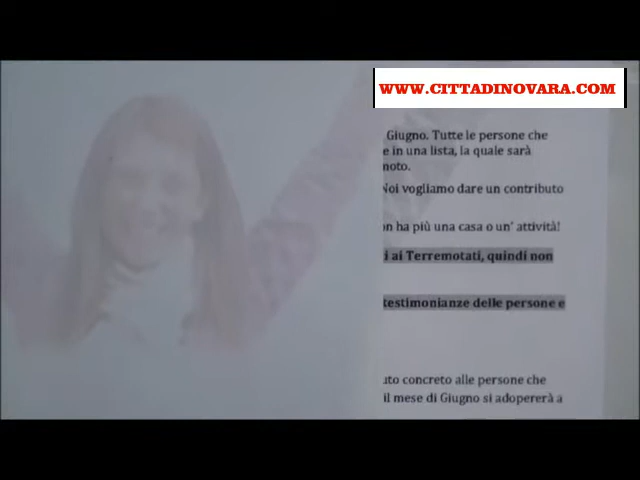 WWW.CITTADINOVARA.COM
Giugno. Tutte le persone che
e in una lista, la quale sarà
moto.
Noi vogliamo dare un contributo
on ha più una casa o un' attività!
i ai Terremotati, quindi non
testimonianze delle persone e
uto concreto alle persone che
il mese di Giugno si adopererà a